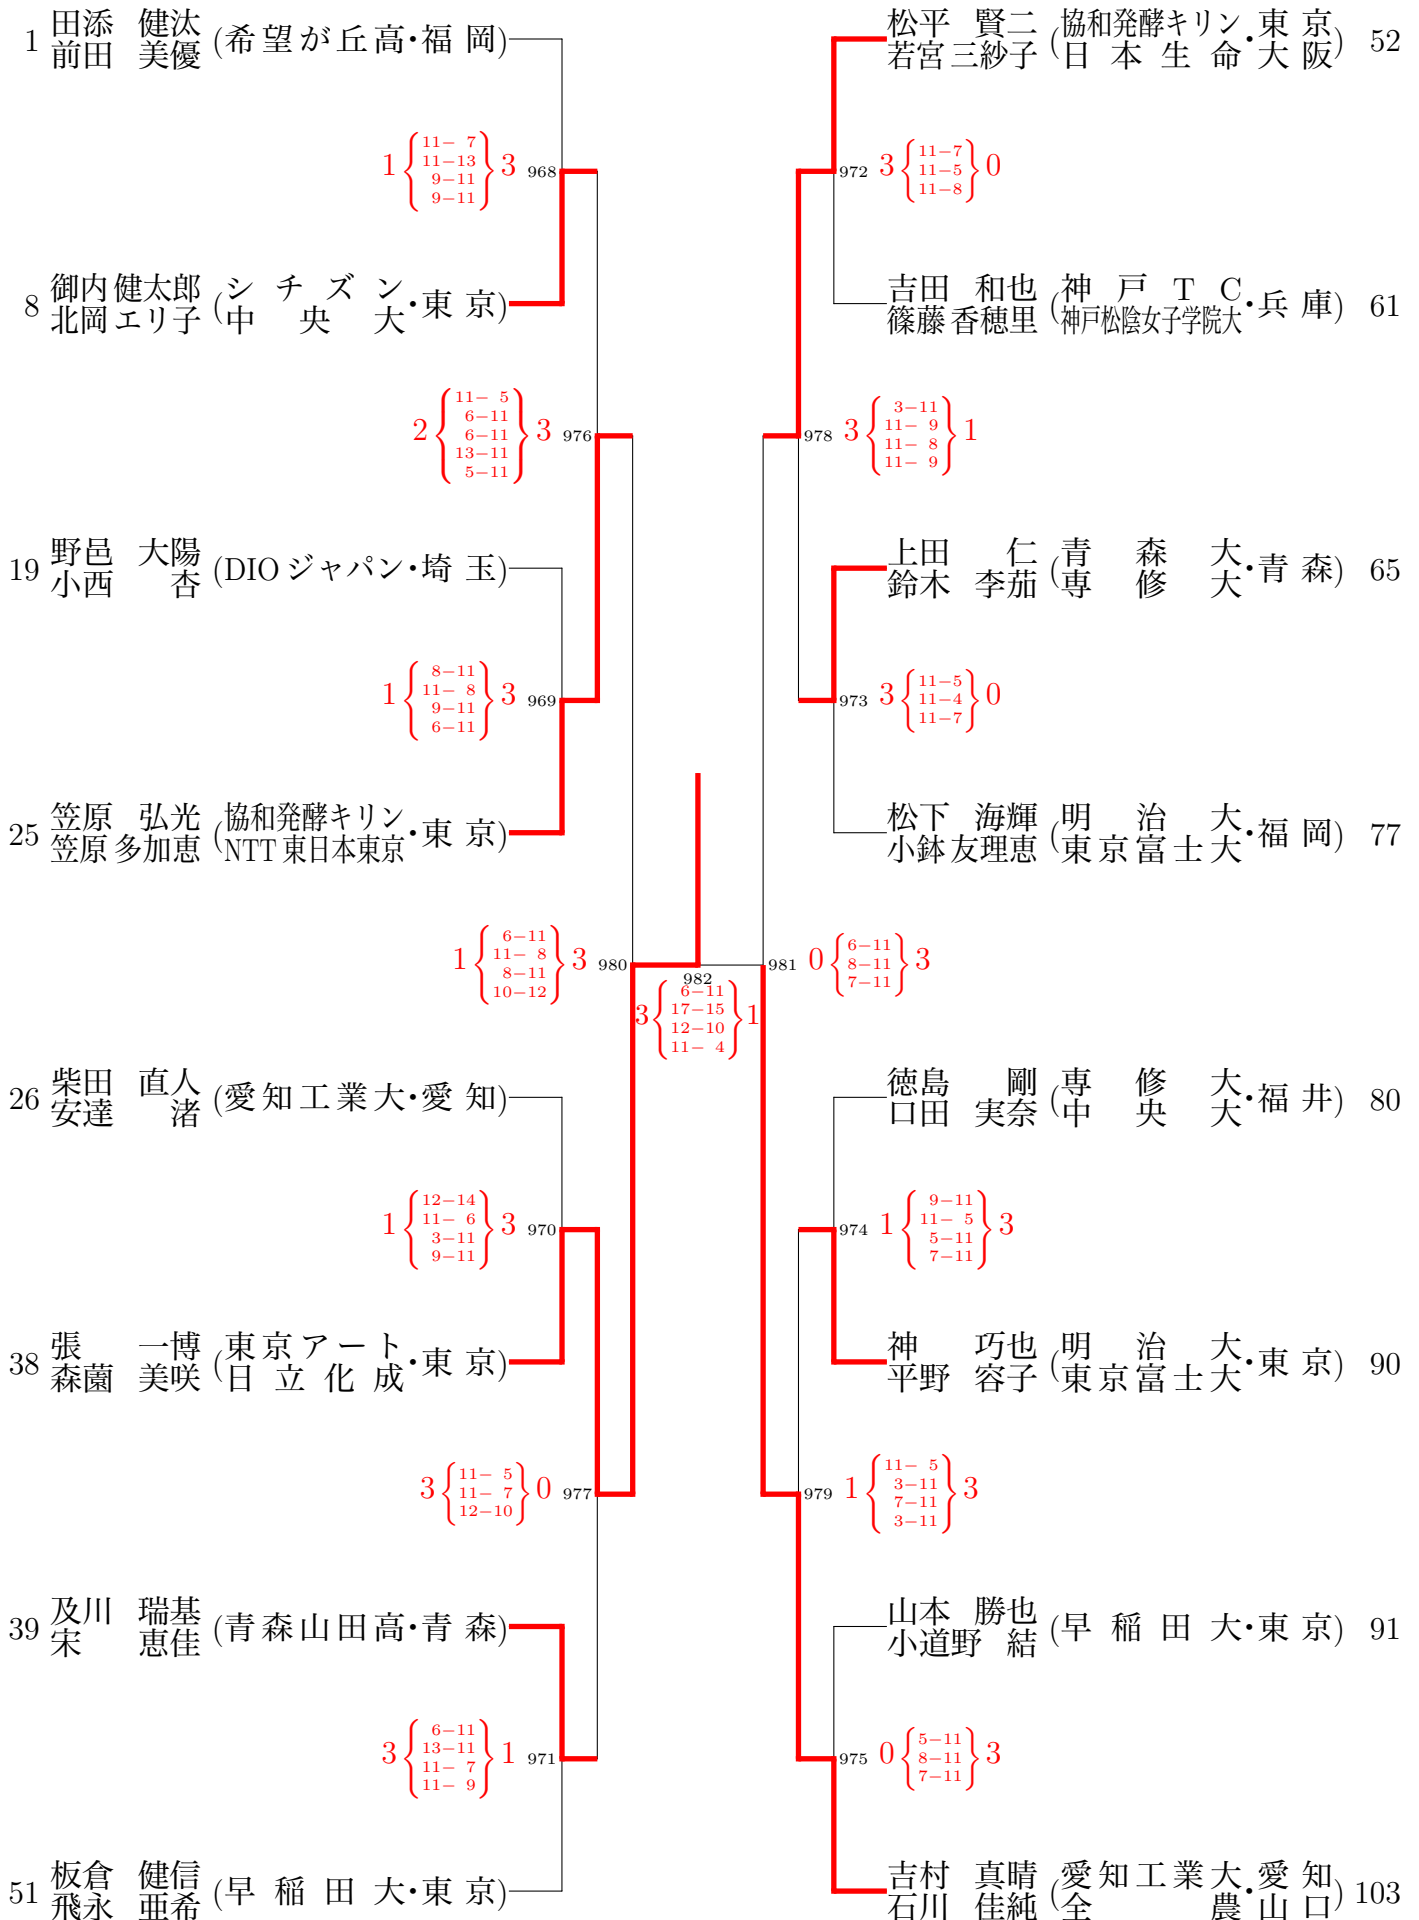 1 田添 健汰 (希望が丘高・福岡)
前田 美優
1 { 11- 7 } 3 968
11-13
9-11
9-11
8 御内健太郎 (シチズン・東京)
北岡エリ子 中央大
2 { 11- 5 } 3 976
6-11
6-11
13-11
5-11
19 野邑 大陽 (DIOジャパン・埼玉)
小西 杏
1 { 8-11 } 3 969
11- 8
9-11
6-11
25 笠原 弘光 (協和発酵キリン・東京)
笠原多加恵 NTT東日本東京
1 { 6-11 } 3 980
11- 8
8-11
10-12
26 柴田 直人 (愛知工業大・愛知)
安達 渚
1 { 12-14 } 3 970
11- 6
3-11
9-11
38 張 一博 (東京アート・東京)
森薗 美咲 日立化成
3 { 11- 5 } 0 977
11- 7
12-10
39 及川 瑞基 (青森山田高・青森)
宋 恵佳
3 { 6-11 } 1 971
13-11
11- 7
11- 9
51 板倉 健信 (早稲田大・東京)
飛永 亜希
982
3 { 6-11 } 1
17-15
12-10
11- 4
松平 賢二 (協和発酵キリン・東京) 52
若宮三紗子 日本生命・大阪
972 3 { 11-7 } 0
11-5
11-8
吉田 和也 (神戸TC・兵庫) 61
篠藤香穂里 神戸松陰女子学院大
978 3 { 3-11 } 1
11- 9
11- 8
11- 9
上田 仁 (青森大・青森) 65
鈴木 李茄 専修大
973 3 { 11-5 } 0
11-4
11-7
松下 海輝 (明治大・福岡) 77
小鉢友理恵 東京富士大
981 0 { 6-11 } 3
8-11
7-11
徳島 剛 (専修大・福井) 80
口田 実奈 中央大
974 1 { 9-11 } 3
11- 5
5-11
7-11
神 巧也 (明治大・東京) 90
平野 容子 東京富士大
979 1 { 11- 5 } 3
3-11
7-11
3-11
山本 勝也 (早稲田大・東京) 91
小道野 結
975 0 { 5-11 } 3
8-11
7-11
吉村 真晴 (愛知工業大・愛知) 103
石川 佳純 全農・山口